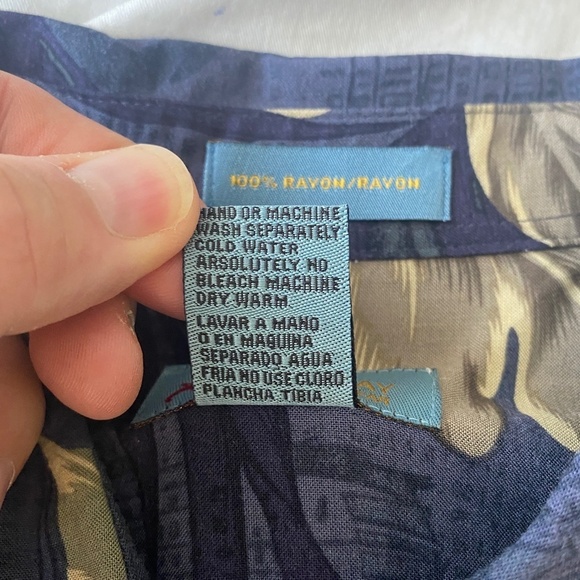 100% RAYON/RAYON
HAND OR MACHINE
WASH SEPARATELY
COLD WATER
ABSOLUTELY NO
BLEACH MACHINE
DRY. WARM
LAVAR A MANO
O EN MAQUINA
SEPARADO AGUA
FRIA NO USE CLORO
PLANCHA TIBIA